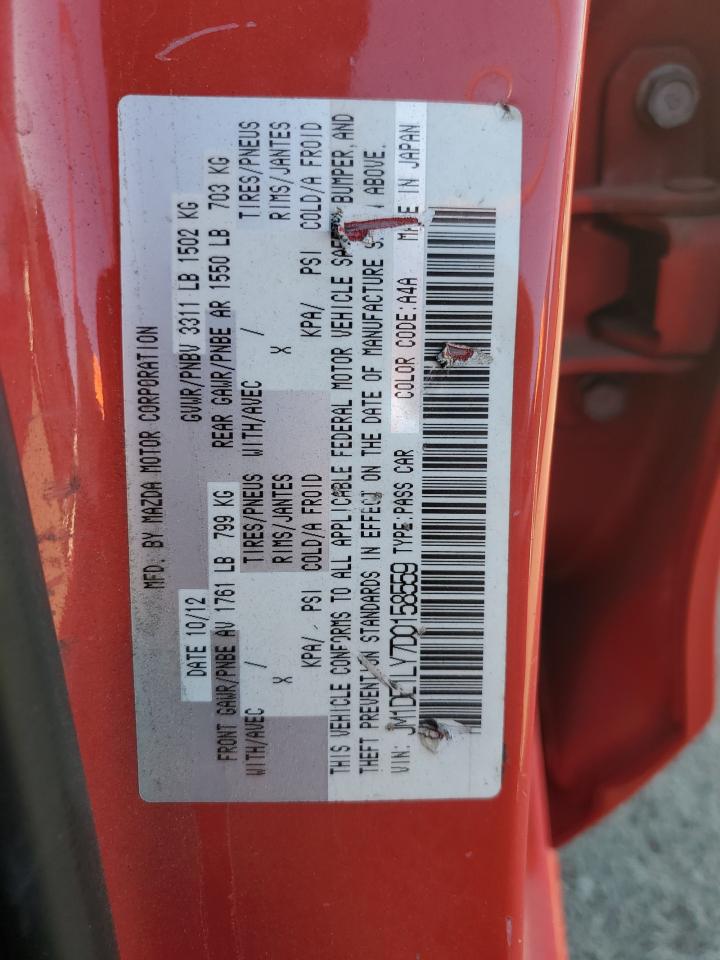 MFD. BY MAZDA MOTOR CORPORATION
DATE 10/12 GVWR/PNBV 3311 LB 1502 KG
FRONT GAWR/PNBE AV 1761 LB 799 KG REAR GAWR/PNBE AR 1550 LB 703 KG
WITH/AVEC / TIRES/PNEUS WITH/AVEC / TIRES/PNEUS
X RIMS/JANTES X RIMS/JANTES
KPA/ PSI COLD/A FROID KPA/ PSI COLD/A FROID
THIS VEHICLE CONFORMS TO ALL APPLICABLE FEDERAL MOTOR VEHICLE BUMPER, AND
THEFT PREVENTION STANDARDS IN EFFECT ON THE DATE OF MANUFACTURE ABOVE.
VIN: JM1DE1LY7D0158559 TYPE: PASS CAR COLOR CODE: A4A IN JAPAN